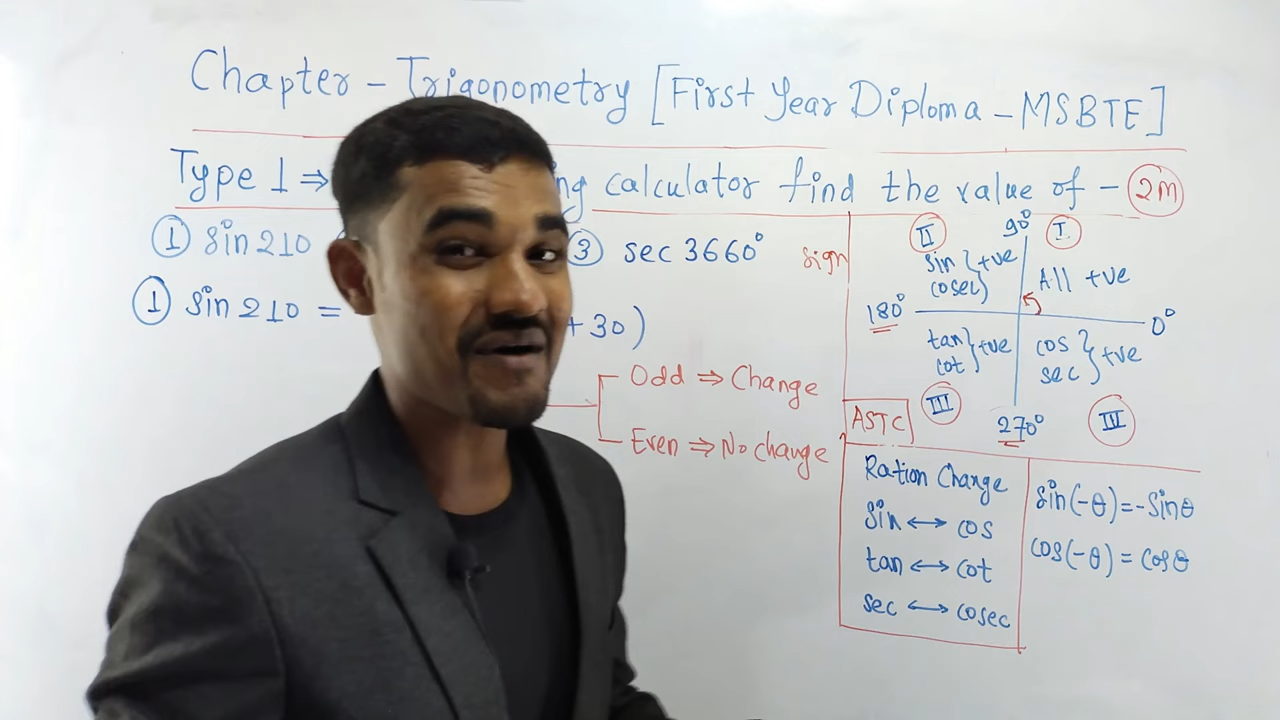 Chapter - Trigonometry [First Year Diploma - MSBTE]
Type 1 ⇒ ng calculator find the value of - 2M
① sin 210 ③ sec 3660°
① sin 210 = + 30)
Odd ⇒ Change
Even ⇒ No change
sign
II 90° I
sin } +ve
cosec
All +ve
180° 0°
tan } +ve
cot
cos } +ve
sec
III 270° III
ASTC
Ration Change
sin ↔ cos
tan ↔ cot
sec ↔ cosec
sin(-θ) = -sinθ
cos(-θ) = cosθ